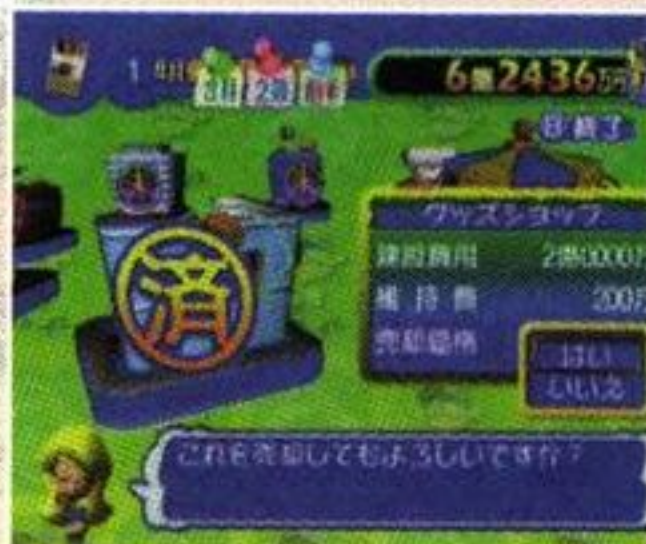 1 月
6億2436万
B:終了
グッズショップ
建設費用 2億0000万
維持費 200万
売却価格
済
はい
いいえ
これを売却してもよろしいですか?